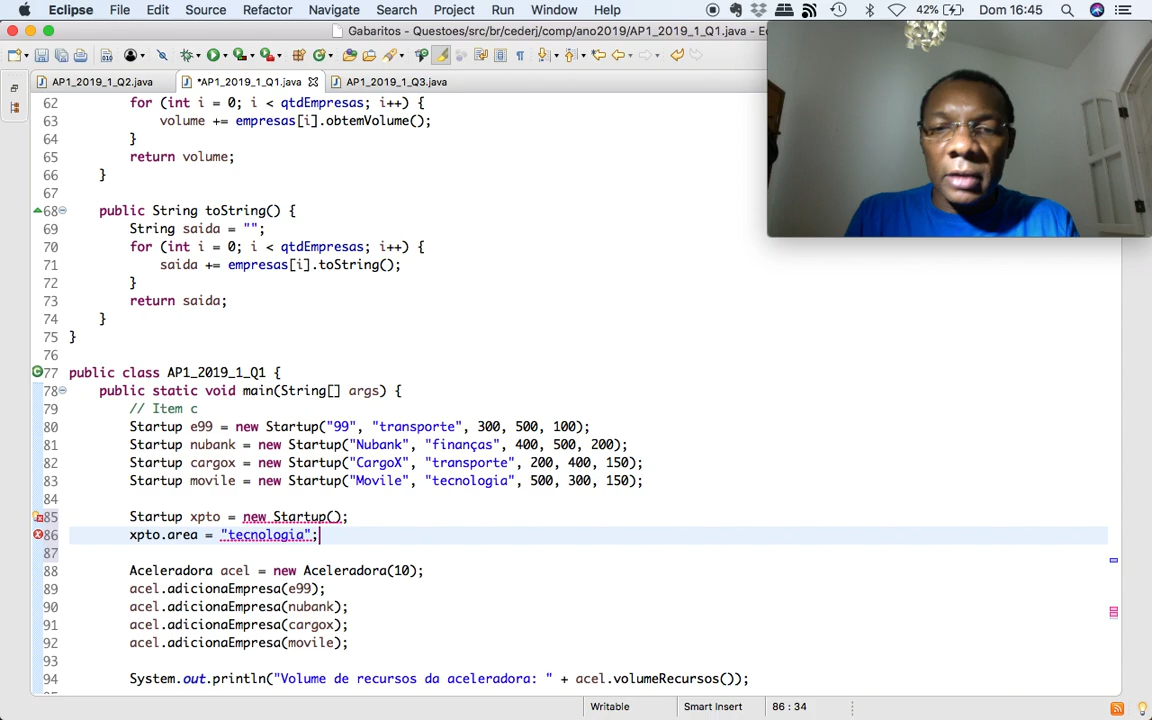 Eclipse File Edit Source Refactor Navigate Search Project Run Window Help 42% Dom 16:45
Gabaritos - Questoes/src/br/cederj/comp/ano2019/AP1_2019_1_Q1.java - E
AP1_2019_1_Q2.java *AP1_2019_1_Q1.java AP1_2019_1_Q3.java
62 for (int i = 0; i < qtdEmpresas; i++) {
63 volume += empresas[i].obtemVolume();
64 }
65 return volume;
66 }
67
68 public String toString() {
69 String saida = "";
70 for (int i = 0; i < qtdEmpresas; i++) {
71 saida += empresas[i].toString();
72 }
73 return saida;
74 }
75 }
76
77 public class AP1_2019_1_Q1 {
78 public static void main(String[] args) {
79 // Item c
80 Startup e99 = new Startup("99", "transporte", 300, 500, 100);
81 Startup nubank = new Startup("Nubank", "finanças", 400, 500, 200);
82 Startup cargox = new Startup("CargoX", "transporte", 200, 400, 150);
83 Startup movile = new Startup("Movile", "tecnologia", 500, 300, 150);
84
85 Startup xpto = new Startup();
86 xpto.area = "tecnologia";
87
88 Aceleradora acel = new Aceleradora(10);
89 acel.adicionaEmpresa(e99);
90 acel.adicionaEmpresa(nubank);
91 acel.adicionaEmpresa(cargox);
92 acel.adicionaEmpresa(movile);
93
94 System.out.println("Volume de recursos da aceleradora: " + acel.volumeRecursos());
Writable Smart Insert 86 : 34